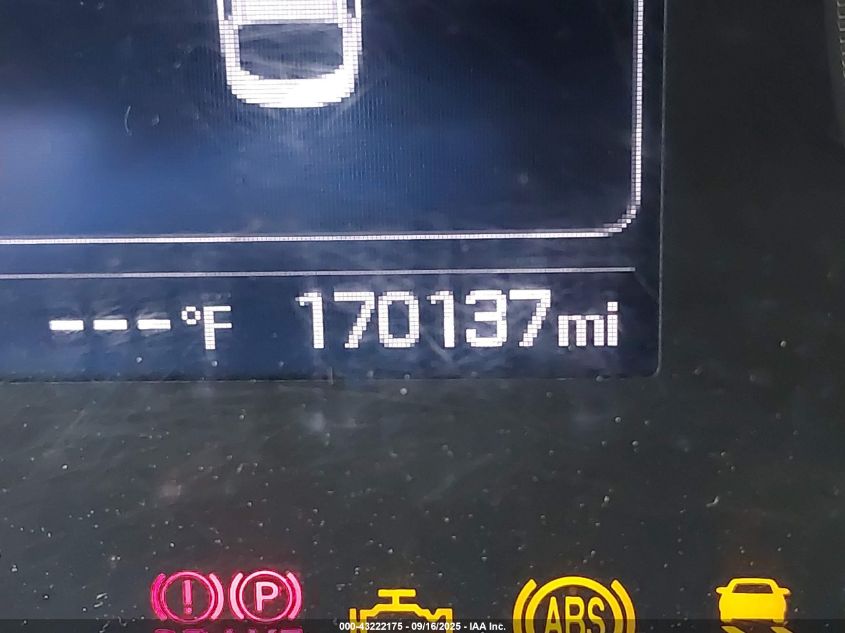 ---°F 170137mi
! P
ABS
000-43222175 - 09/16/2025 - IAA Inc.